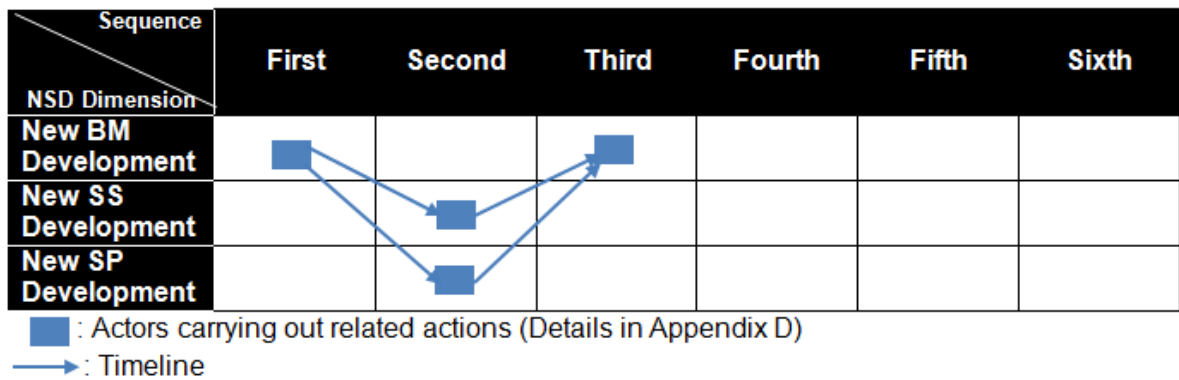 Sequence
First Second Third Fourth Fifth Sixth
NSD Dimension
New BM
Development
New SS
Development
New SP
Development
: Actors carrying out related actions (Details in Appendix D)
: Timeline